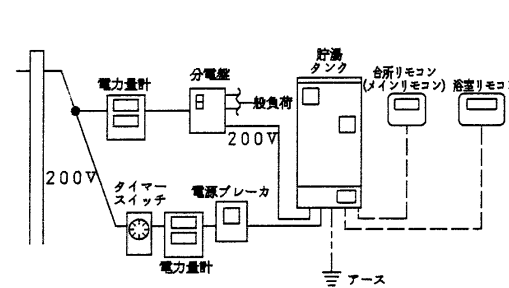 貯湯
タンク
分電盤
台所リモコン
(メインリモコン)
浴室リモコン
電力量計
一般負荷
200V
200V
タイマー
スイッチ
電源ブレーカ
電力量計
アース